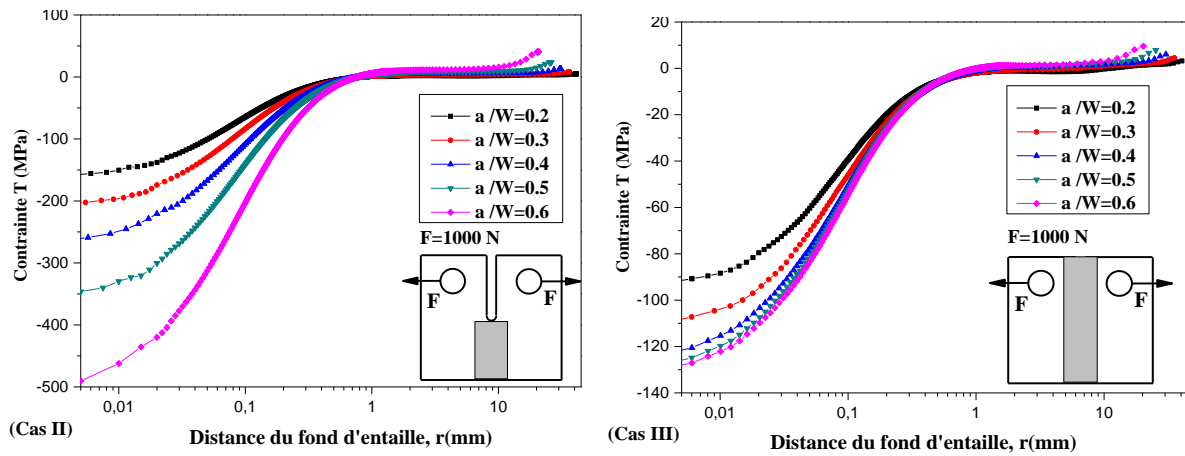 100
0
-100
-200
-300
-400
-500
Contrainte T (MPa)
a /W=0.2
a /W=0.3
a /W=0.4
a /W=0.5
a /W=0.6
F=1000 N
F
F
0,01
0,1
1
10
(Cas II)
Distance du fond d'entaille, r(mm)
20
0
-20
-40
-60
-80
-100
-120
-140
Contrainte T (MPa)
a /W=0.2
a /W=0.3
a /W=0.4
a /W=0.5
a /W=0.6
F=1000 N
F
F
0,01
0,1
1
10
(Cas III)
Distance du fond d'entaille, r(mm)